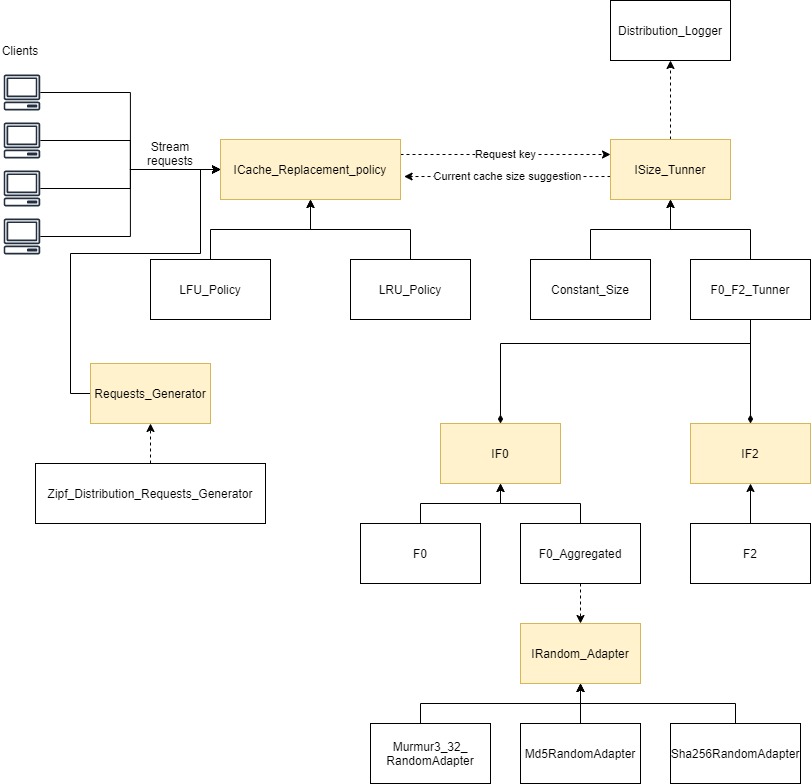 Distribution_Logger
Clients
Stream
requests
ICache_Replacement_policy
Request key
Current cache size suggestion
ISize_Tunner
LFU_Policy
LRU_Policy
Constant_Size
F0_F2_Tunner
Requests_Generator
Zipf_Distribution_Requests_Generator
IF0
IF2
F0
F0_Aggregated
F2
IRandom_Adapter
Murmur3_32_
RandomAdapter
Md5RandomAdapter
Sha256RandomAdapter